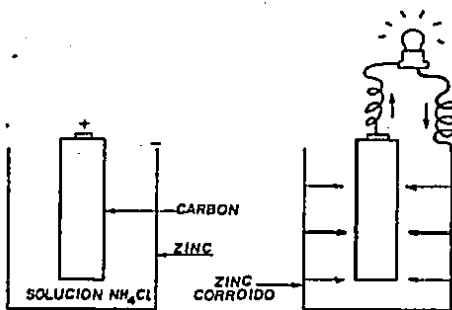 +
-
CARBON
ZINC
SOLUCION NH₄Cl
ZINC
CORROIDO